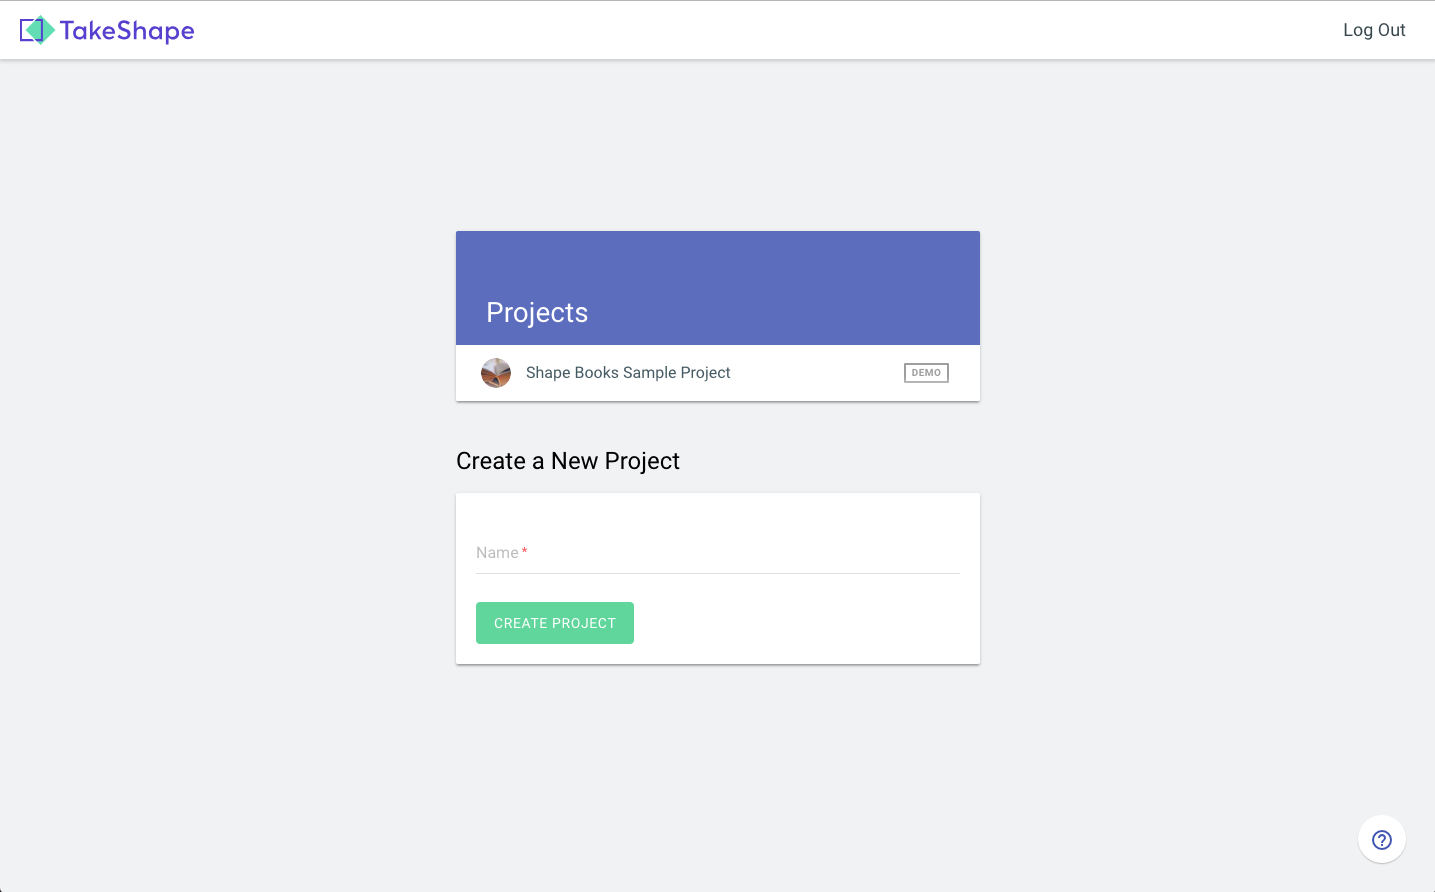 TakeShape
Log Out
Projects
Shape Books Sample Project
DEMO
Create a New Project
Name *
CREATE PROJECT
?